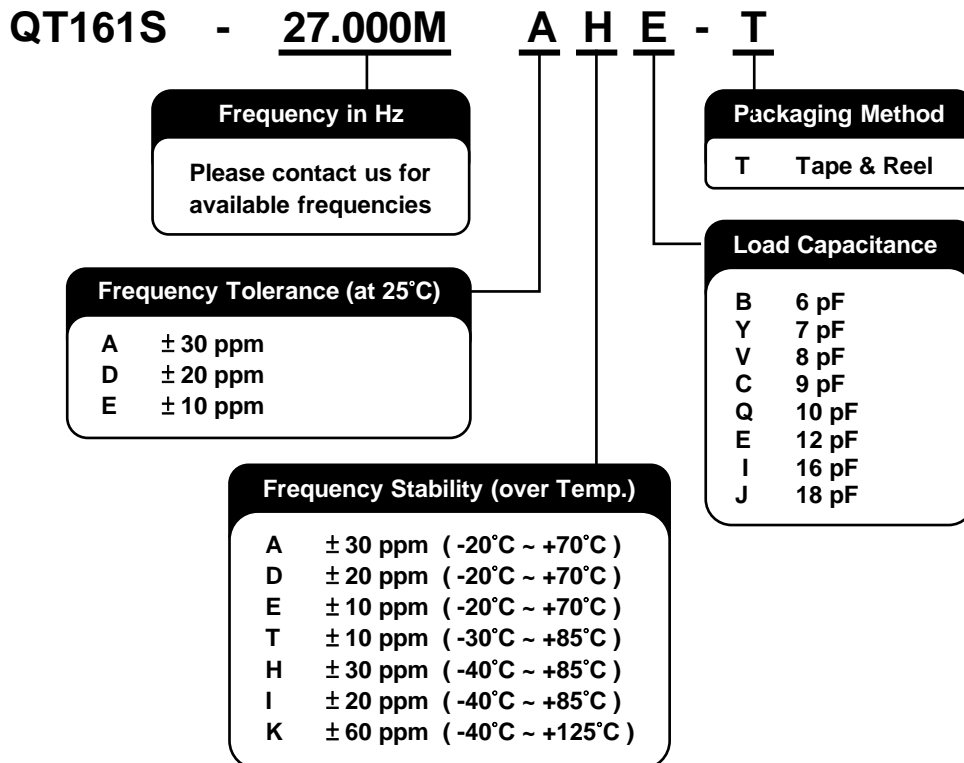 QT161S - 27.000M A H E - T
Frequency in Hz
Please contact us for
available frequencies
Packaging Method
T Tape & Reel
Load Capacitance
B 6 pF
Y 7 pF
V 8 pF
C 9 pF
Q 10 pF
E 12 pF
I 16 pF
J 18 pF
Frequency Tolerance (at 25°C)
A ± 30 ppm
D ± 20 ppm
E ± 10 ppm
Frequency Stability (over Temp.)
A ± 30 ppm ( -20°C ~ +70°C )
D ± 20 ppm ( -20°C ~ +70°C )
E ± 10 ppm ( -20°C ~ +70°C )
T ± 10 ppm ( -30°C ~ +85°C )
H ± 30 ppm ( -40°C ~ +85°C )
I ± 20 ppm ( -40°C ~ +85°C )
K ± 60 ppm ( -40°C ~ +125°C )